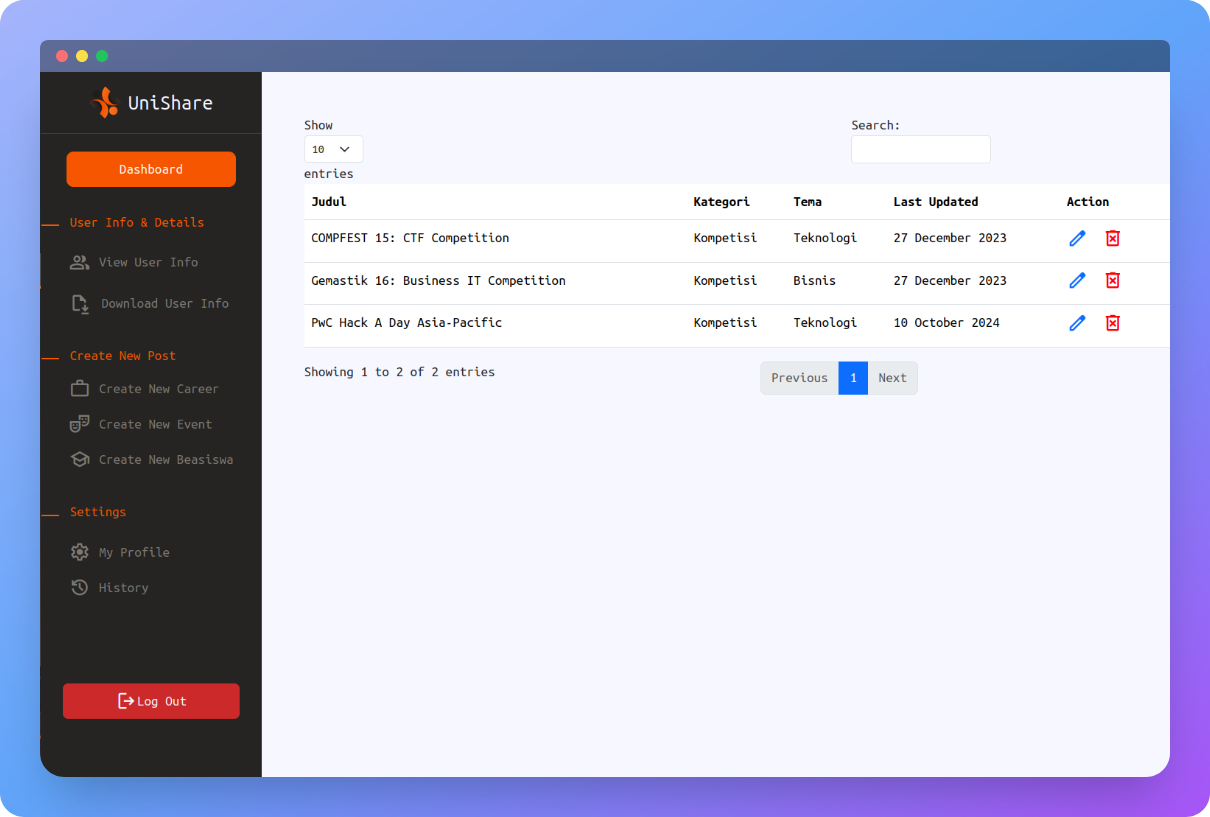 UniShare
Dashboard
User Info & Details
View User Info
Download User Info
Create New Post
Create New Career
Create New Event
Create New Beasiswa
Settings
My Profile
History
Log Out
Show
10
entries
Search:
Judul Kategori Tema Last Updated Action
COMPFEST 15: CTF Competition Kompetisi Teknologi 27 December 2023
Gemastik 16: Business IT Competition Kompetisi Bisnis 27 December 2023
PwC Hack A Day Asia-Pacific Kompetisi Teknologi 10 October 2024
Showing 1 to 2 of 2 entries
Previous 1 Next